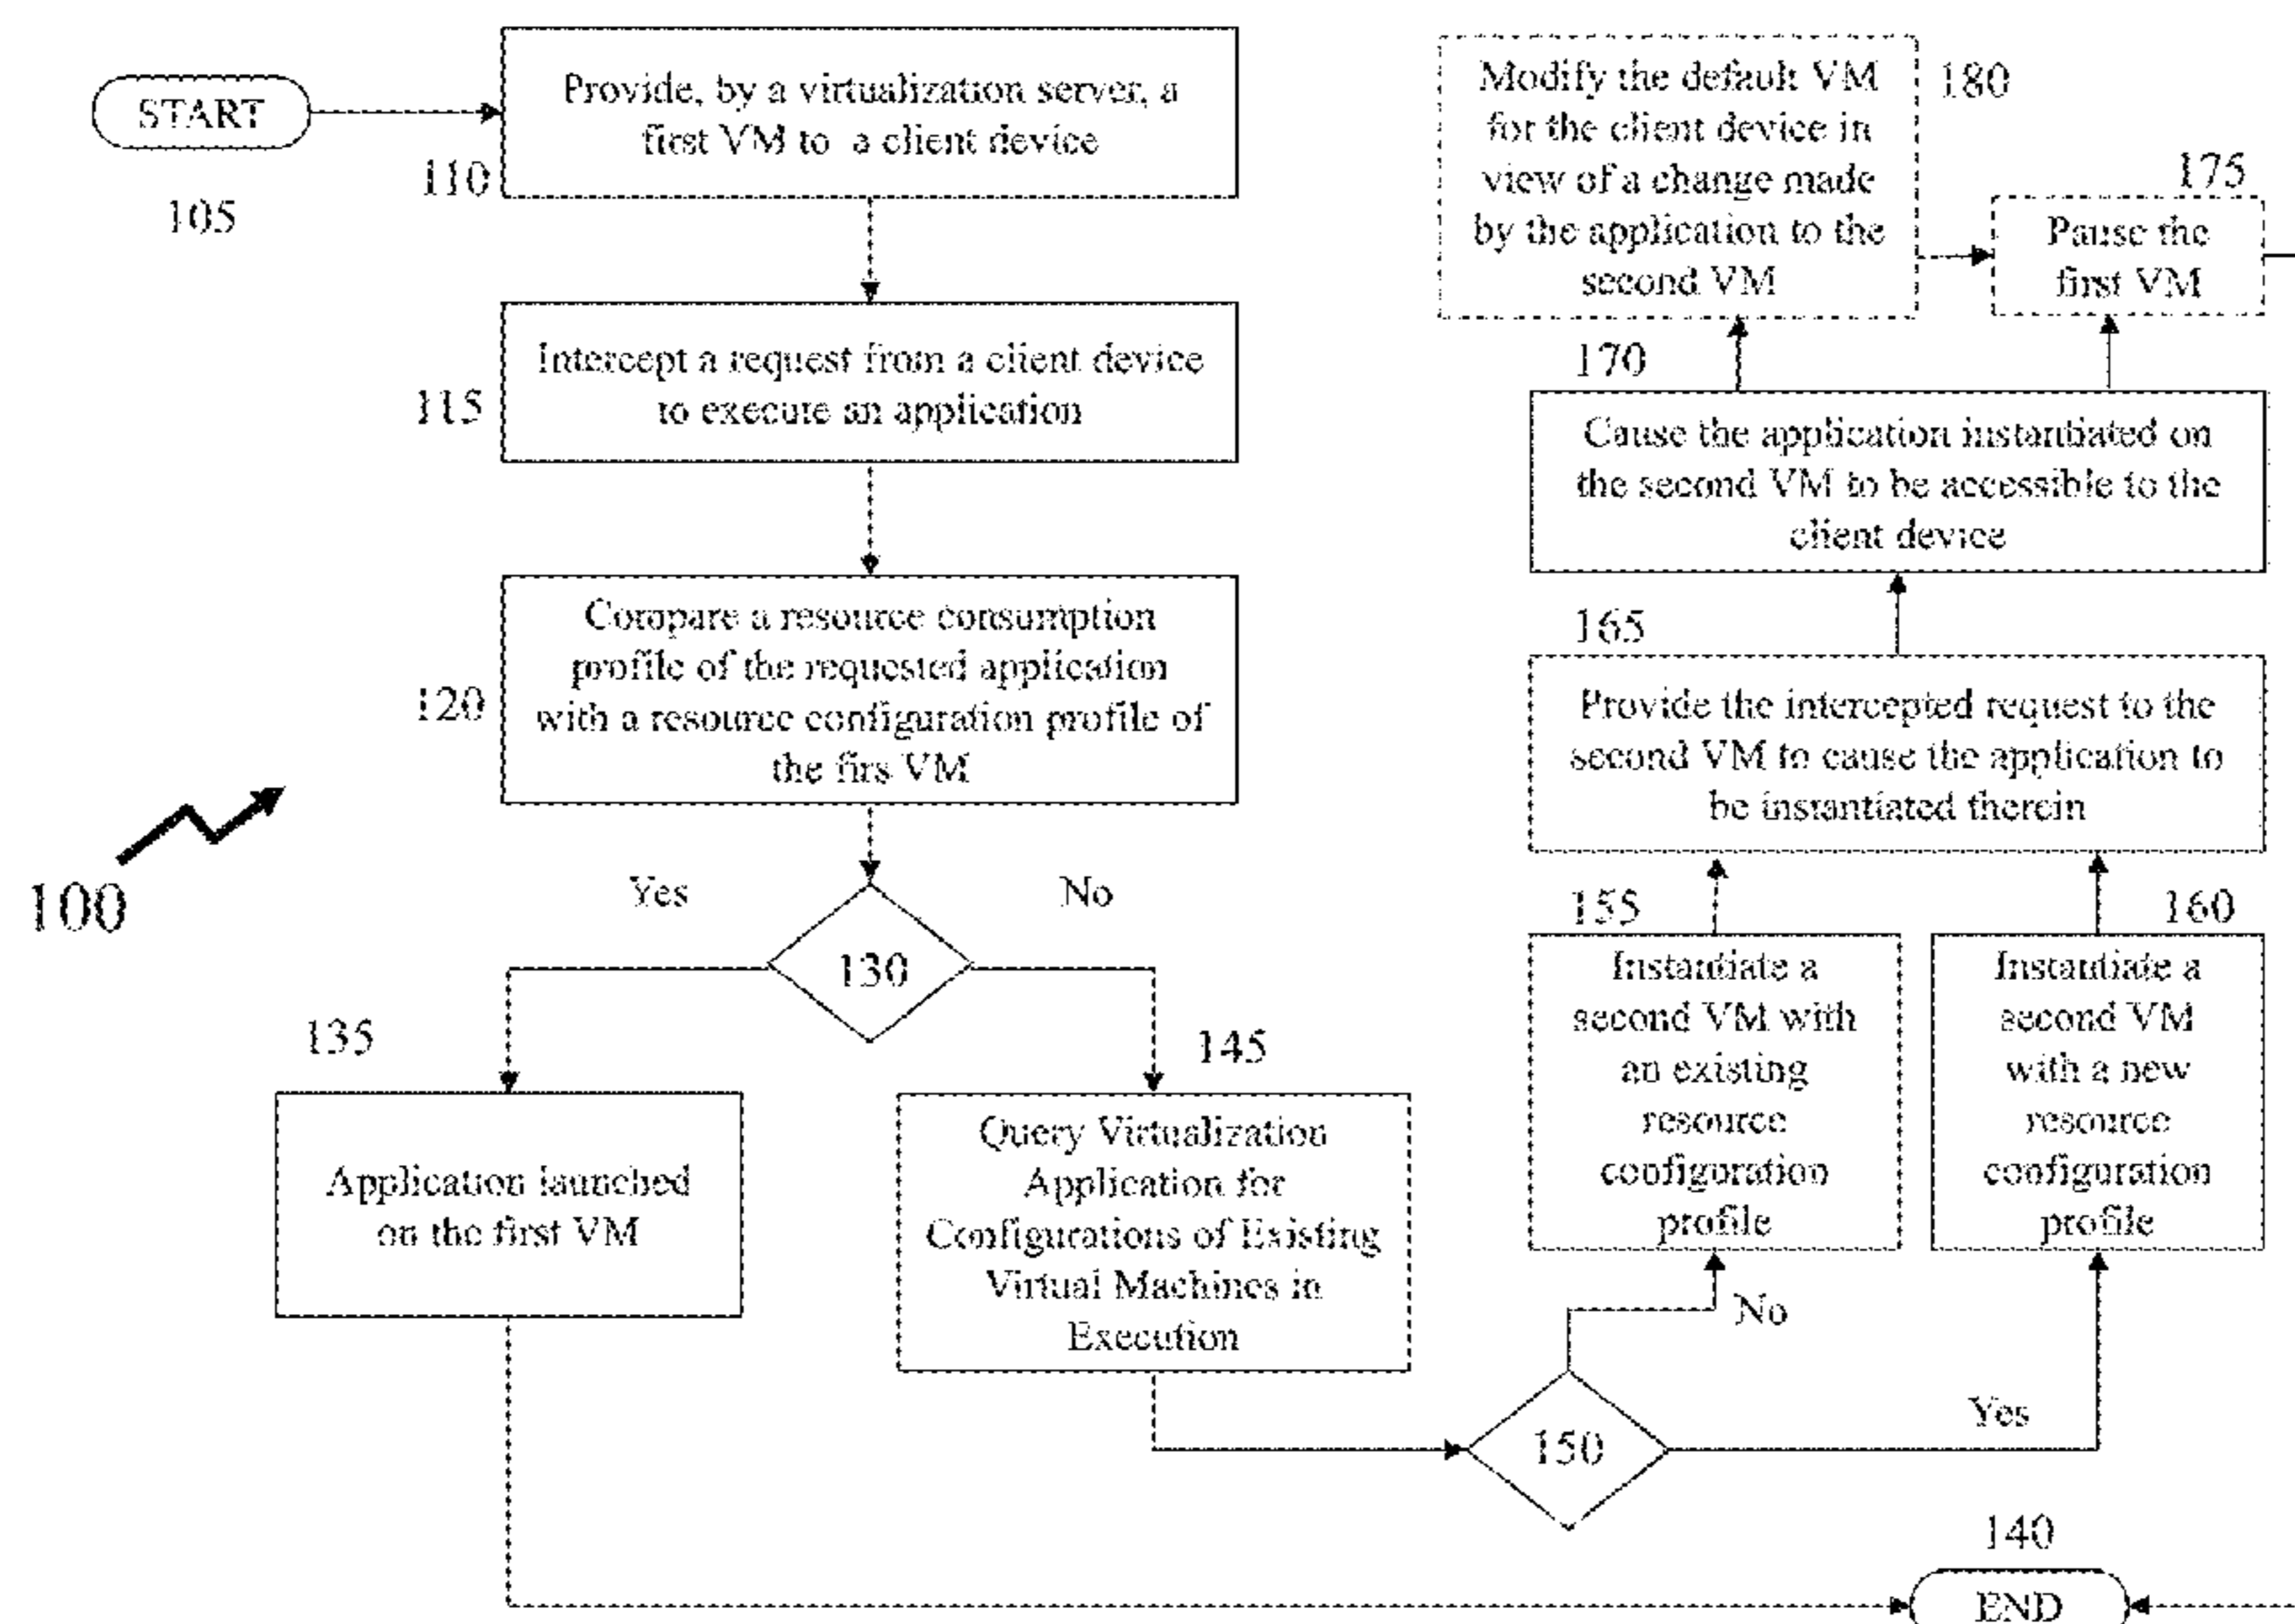 START
105
110
Provide, by a virtualization server, a
first VM to a client device
115
Intercept a request from a client device
to execute an application
120
Compare a resource consumption
profile of the requested application
with a resource configuration profile of
the firs VM
100
Yes
No
130
135
Application launched
on the first VM
145
Query Virtualization
Application for
Configurations of Existing
Virtual Machines in
Execution
150
No
Yes
155
Instantiate a
second VM with
an existing
resource
configuration
profile
160
Instantiate a
second VM
with a new
resource
configuration
profile
165
Provide the intercepted request to the
second VM to cause the application to
be instantiated therein
170
Cause the application instantiated on
the second VM to be accessible to the
client device
180
Modify the default VM
for the client device in
view of a change made
by the application to the
second VM
175
Pause the
first VM
140
END